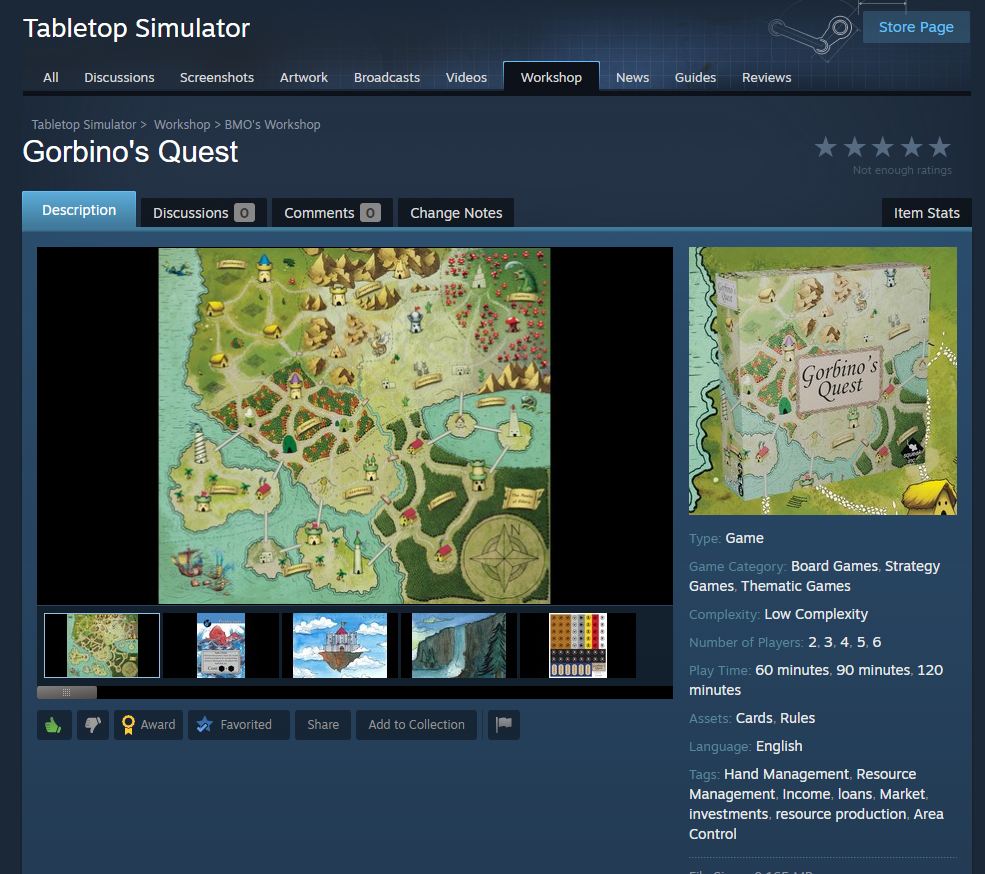 Tabletop Simulator
Store Page
All Discussions Screenshots Artwork Broadcasts Videos Workshop News Guides Reviews
Tabletop Simulator > Workshop > BMO's Workshop
Gorbino's Quest
Not enough ratings
Description Discussions 0 Comments 0 Change Notes Item Stats
Gorbino's
Quest
Type: Game
Game Category: Board Games, Strategy
Games, Thematic Games
Complexity: Low Complexity
Number of Players: 2, 3, 4, 5, 6
Play Time: 60 minutes, 90 minutes, 120
minutes
Assets: Cards, Rules
Language: English
Tags: Hand Management, Resource
Management, Income, loans, Market,
investments, resource production, Area
Control
Award Favorited Share Add to Collection